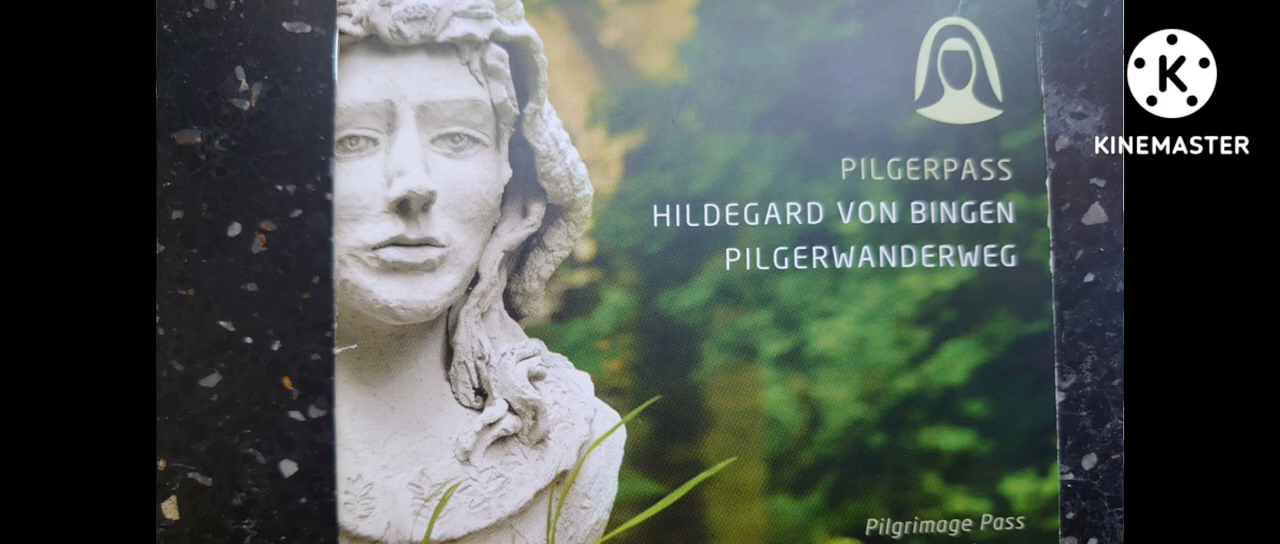 K
KINEMASTER
PILGERPASS
HILDEGARD VON BINGEN
PILGERWANDERWEG
Pilgrimage Pass